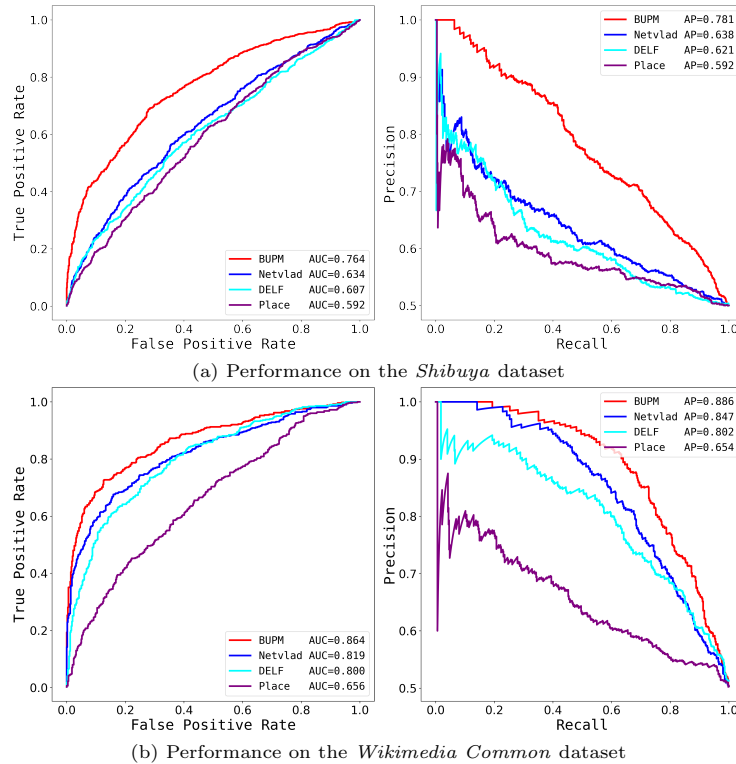 True Positive Rate
1.0
0.8
0.6
0.4
0.2
0.0
BUPM AUC=0.764
Netvlad AUC=0.634
DELF AUC=0.607
Place AUC=0.592
0.0 0.2 0.4 0.6 0.8 1.0
False Positive Rate
Precision
1.0
0.9
0.8
0.7
0.6
0.5
BUPM AP=0.781
Netvlad AP=0.638
DELF AP=0.621
Place AP=0.592
0.0 0.2 0.4 0.6 0.8 1.0
Recall
(a) Performance on the Shibuya dataset
True Positive Rate
1.0
0.8
0.6
0.4
0.2
0.0
BUPM AUC=0.864
Netvlad AUC=0.819
DELF AUC=0.800
Place AUC=0.656
0.0 0.2 0.4 0.6 0.8 1.0
False Positive Rate
Precision
1.0
0.9
0.8
0.7
0.6
0.5
BUPM AP=0.886
Netvlad AP=0.847
DELF AP=0.802
Place AP=0.654
0.0 0.2 0.4 0.6 0.8 1.0
Recall
(b) Performance on the Wikimedia Common dataset